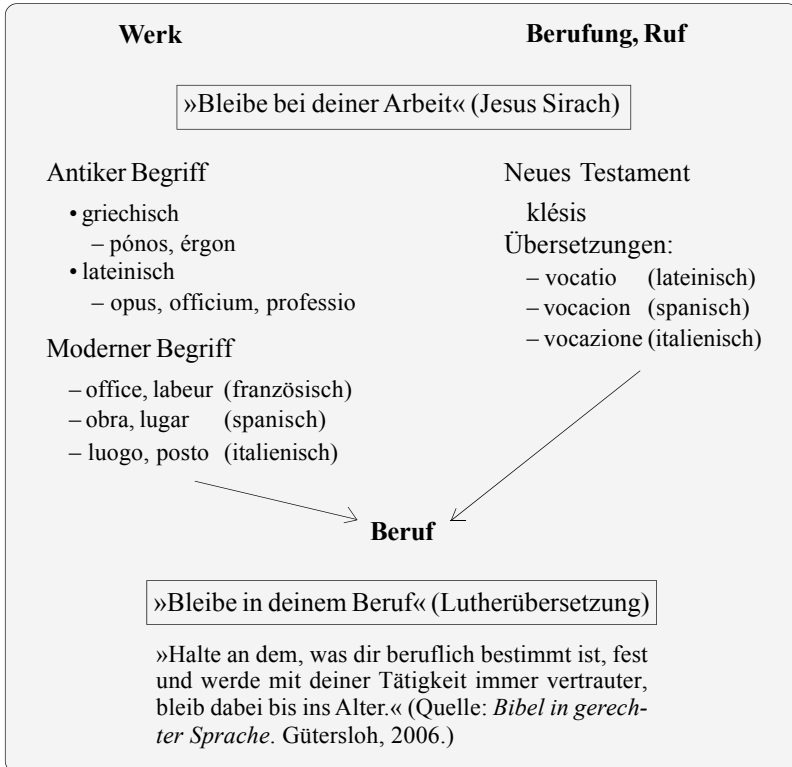 Werk
Berufung, Ruf
»Bleibe bei deiner Arbeit« (Jesus Sirach)
Antiker Begriff
• griechisch
– pónos, érgon
• lateinisch
– opus, officium, professio
Moderner Begriff
– office, labeur (französisch)
– obra, lugar (spanisch)
– luogo, posto (italienisch)
Neues Testament
klésis
Übersetzungen:
– vocatio (lateinisch)
– vocacion (spanisch)
– vocazione (italienisch)
Beruf
»Bleibe in deinem Beruf« (Lutherübersetzung)
»Halte an dem, was dir beruflich bestimmt ist, fest
und werde mit deiner Tätigkeit immer vertrauter,
bleib dabei bis ins Alter.« (Quelle: Bibel in gerech-
ter Sprache. Gütersloh, 2006.)